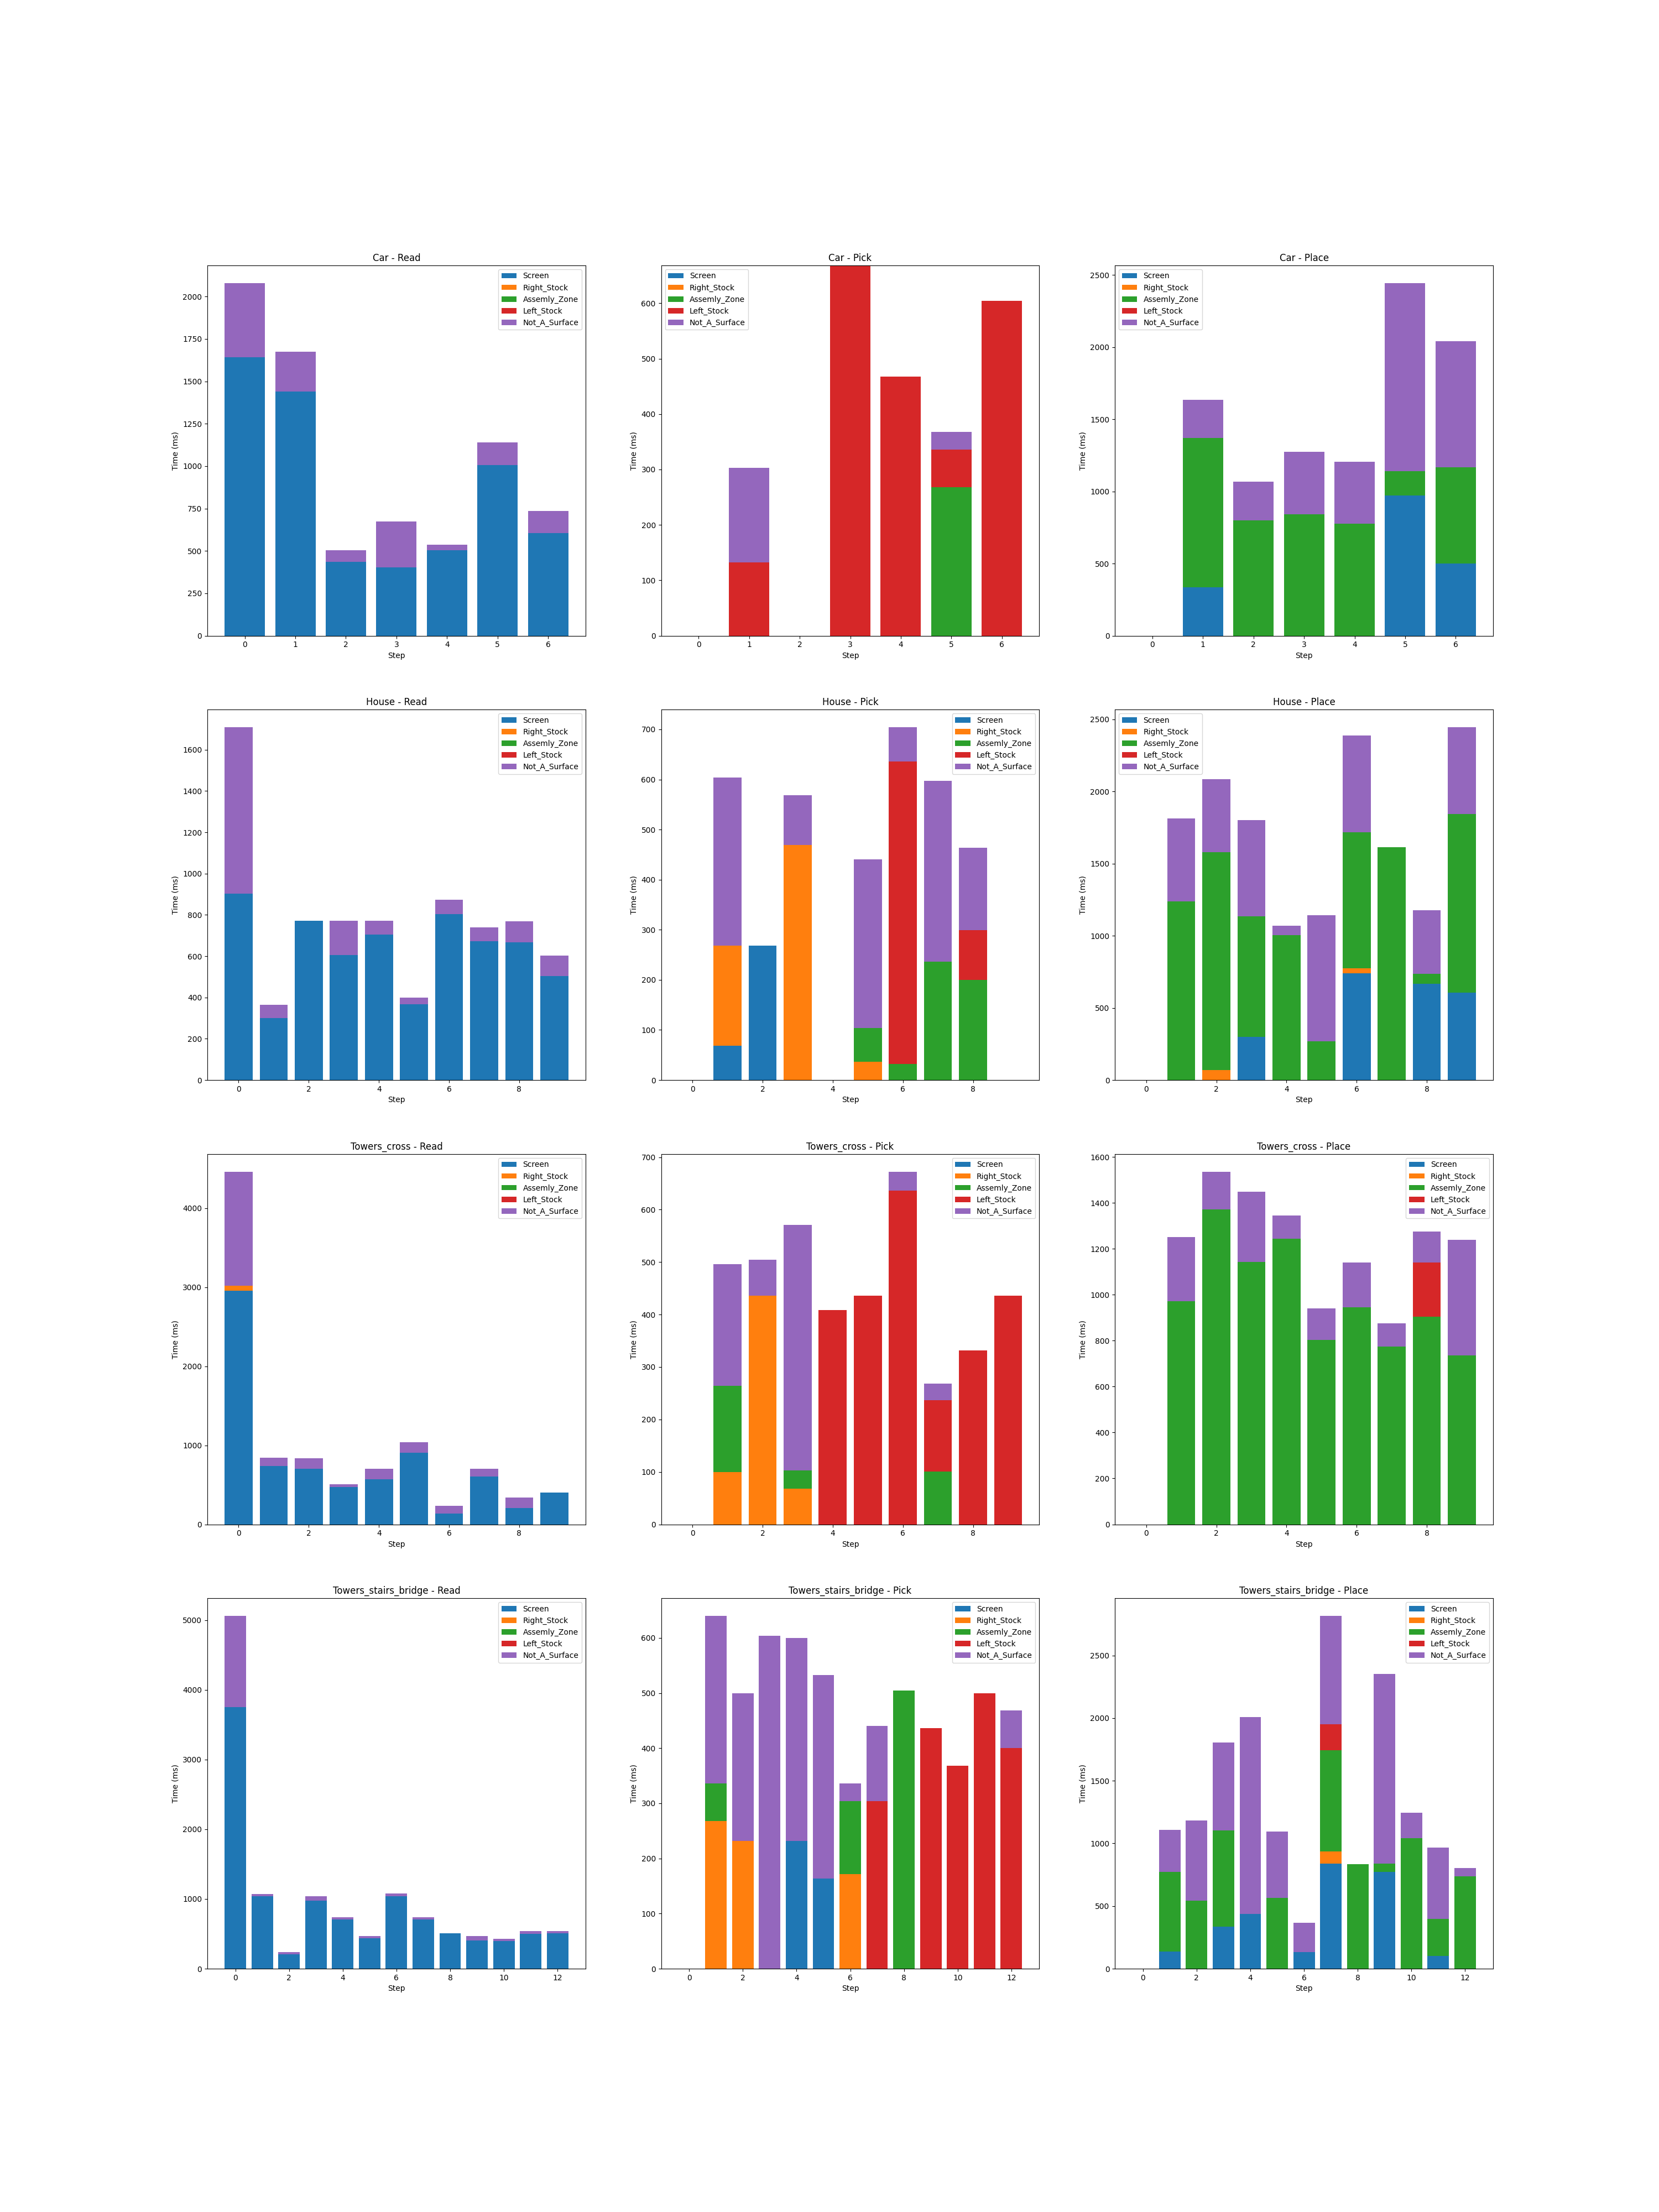 Car - Read
Time (ms)
2000
1750
1500
1250
1000
750
500
250
0
0 1 2 3 4 5 6
Step
Screen
Right_Stock
Assemly_Zone
Left_Stock
Not_A_Surface
Car - Pick
Time (ms)
600
500
400
300
200
100
0
0 1 2 3 4 5 6
Step
Screen
Right_Stock
Assemly_Zone
Left_Stock
Not_A_Surface
Car - Place
Time (ms)
2500
2000
1500
1000
500
0
0 1 2 3 4 5 6
Step
Screen
Right_Stock
Assemly_Zone
Left_Stock
Not_A_Surface
House - Read
Time (ms)
1600
1400
1200
1000
800
600
400
200
0
0 2 4 6 8
Step
Screen
Right_Stock
Assemly_Zone
Left_Stock
Not_A_Surface
House - Pick
Time (ms)
700
600
500
400
300
200
100
0
0 2 4 6 8
Step
Screen
Right_Stock
Assemly_Zone
Left_Stock
Not_A_Surface
House - Place
Time (ms)
2500
2000
1500
1000
500
0
0 2 4 6 8
Step
Screen
Right_Stock
Assemly_Zone
Left_Stock
Not_A_Surface
Towers_cross - Read
Time (ms)
4000
3000
2000
1000
0
0 2 4 6 8
Step
Screen
Right_Stock
Assemly_Zone
Left_Stock
Not_A_Surface
Towers_cross - Pick
Time (ms)
700
600
500
400
300
200
100
0
0 2 4 6 8
Step
Screen
Right_Stock
Assemly_Zone
Left_Stock
Not_A_Surface
Towers_cross - Place
Time (ms)
1600
1400
1200
1000
800
600
400
200
0
0 2 4 6 8
Step
Screen
Right_Stock
Assemly_Zone
Left_Stock
Not_A_Surface
Towers_stairs_bridge - Read
Time (ms)
5000
4000
3000
2000
1000
0
0 2 4 6 8 10 12
Step
Screen
Right_Stock
Assemly_Zone
Left_Stock
Not_A_Surface
Towers_stairs_bridge - Pick
Time (ms)
600
500
400
300
200
100
0
0 2 4 6 8 10 12
Step
Screen
Right_Stock
Assemly_Zone
Left_Stock
Not_A_Surface
Towers_stairs_bridge - Place
Time (ms)
2500
2000
1500
1000
500
0
0 2 4 6 8 10 12
Step
Screen
Right_Stock
Assemly_Zone
Left_Stock
Not_A_Surface